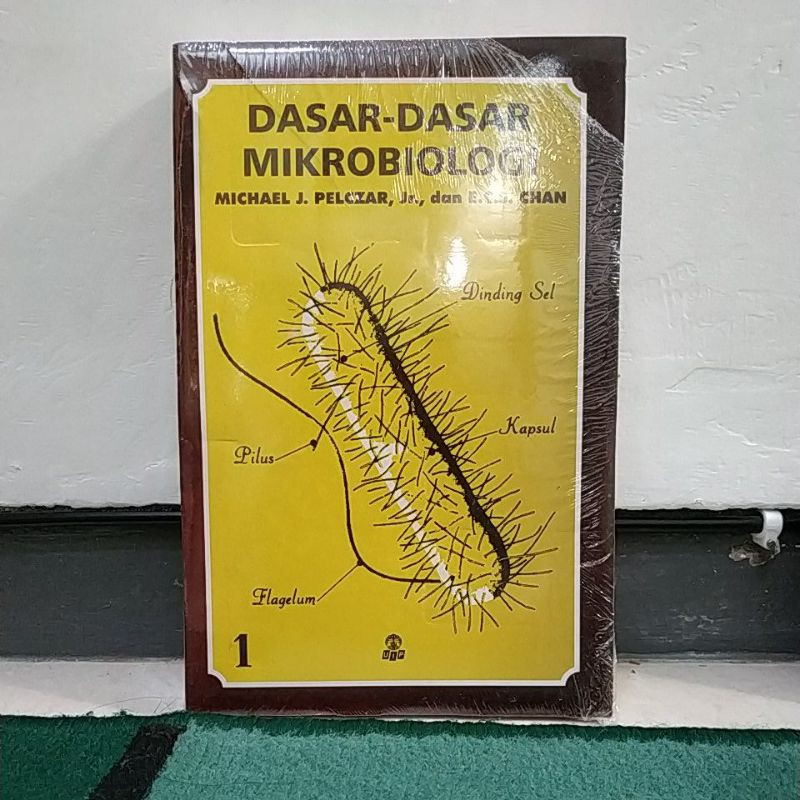 DASAR-DASAR
MIKROBIOLOGI
MICHAEL J. PELCZAR, Jr., dan E.C.S. CHAN
Dinding Sel
Kapsul
Pilus
Flagelum
1
UIP